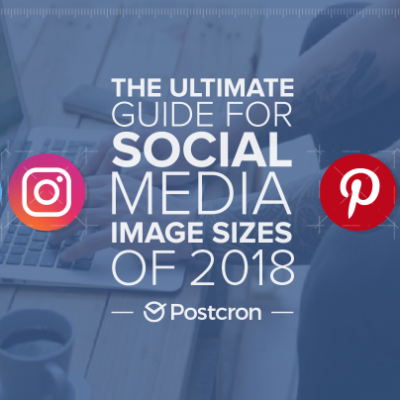 THE ULTIMATE
GUIDE FOR
SOCIAL
MEDIA
IMAGE SIZES
OF 2018
Postcron